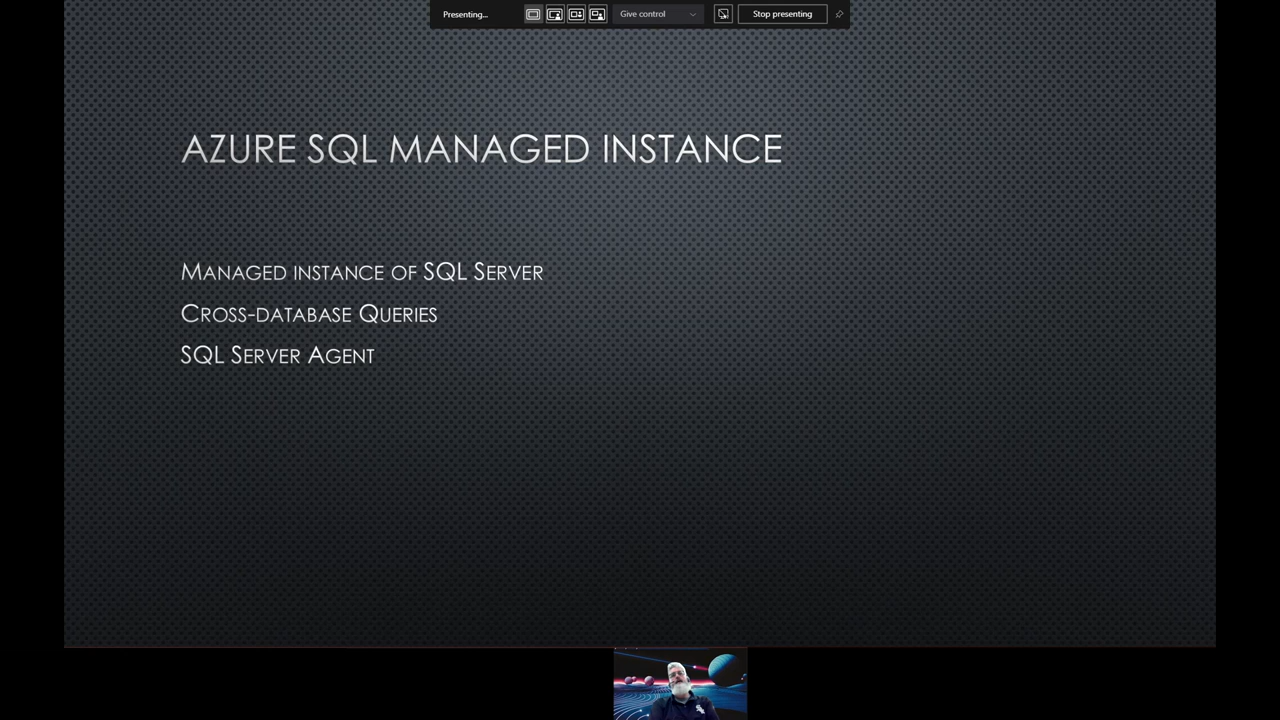 Presenting...
Give control
Stop presenting
AZURE SQL MANAGED INSTANCE
MANAGED INSTANCE OF SQL SERVER
CROSS-DATABASE QUERIES
SQL SERVER AGENT